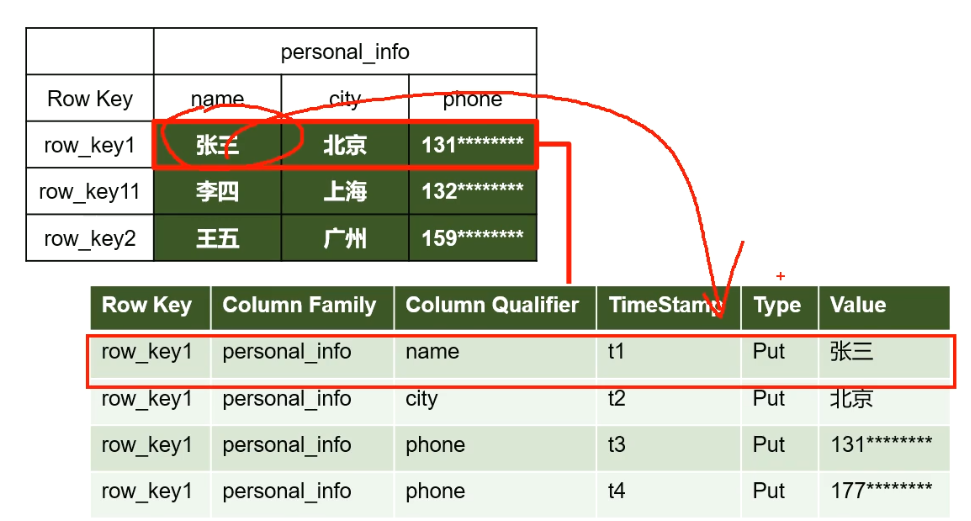 personal_info
Row Key name city phone
row_key1 张三 北京 131********
row_key11 李四 上海 132********
row_key2 王五 广州 159********
Row Key Column Family Column Qualifier TimeStamp Type Value
row_key1 personal_info name t1 Put 张三
row_key1 personal_info city t2 Put 北京
row_key1 personal_info phone t3 Put 131********
row_key1 personal_info phone t4 Put 177********